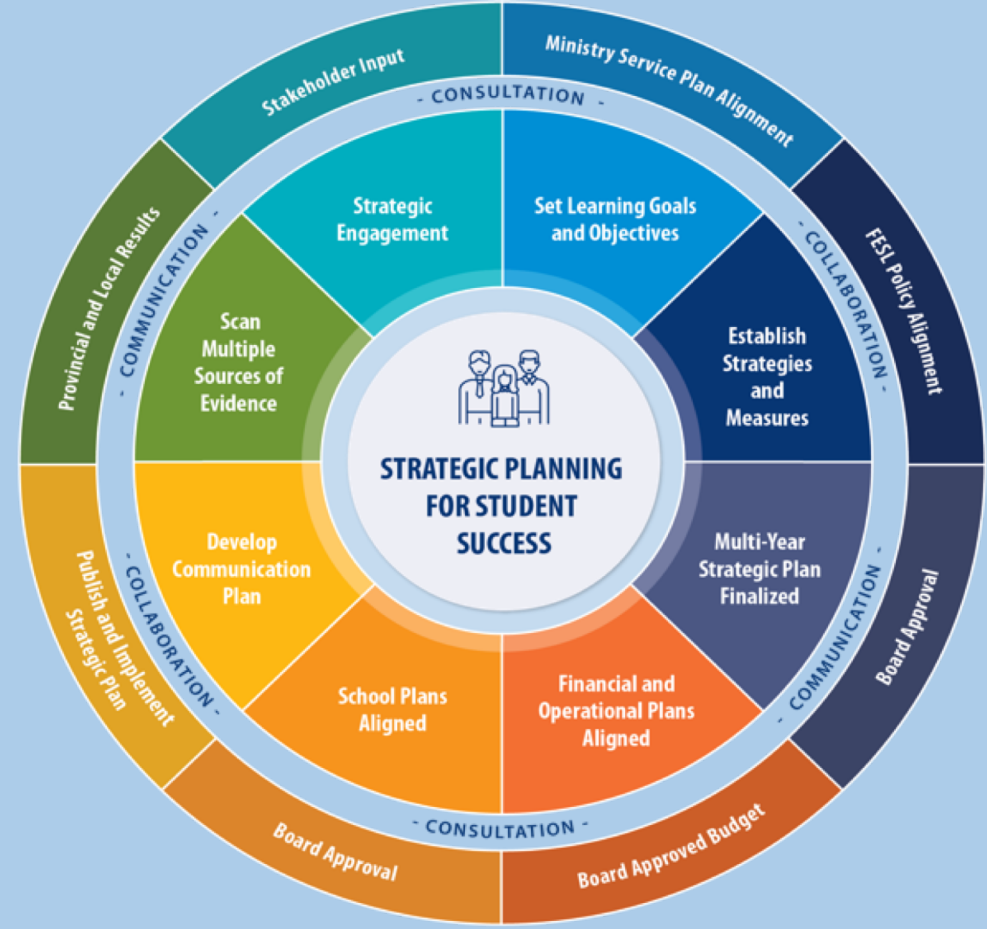 Stakeholder Input
Ministry Service Plan Alignment
FESL Policy Alignment
Board Approval
Board Approved Budget
Board Approval
Publish and Implement
Strategic Plan
Provincial and Local Results
- CONSULTATION -
- COLLABORATION -
- COMMUNICATION -
- CONSULTATION -
- COLLABORATION -
- COMMUNICATION -
Strategic
Engagement
Set Learning Goals
and Objectives
Establish
Strategies
and
Measures
Multi-Year
Strategic Plan
Finalized
Financial and
Operational Plans
Aligned
School Plans
Aligned
Develop
Communication
Plan
Scan
Multiple
Sources of
Evidence
STRATEGIC PLANNING
FOR STUDENT
SUCCESS